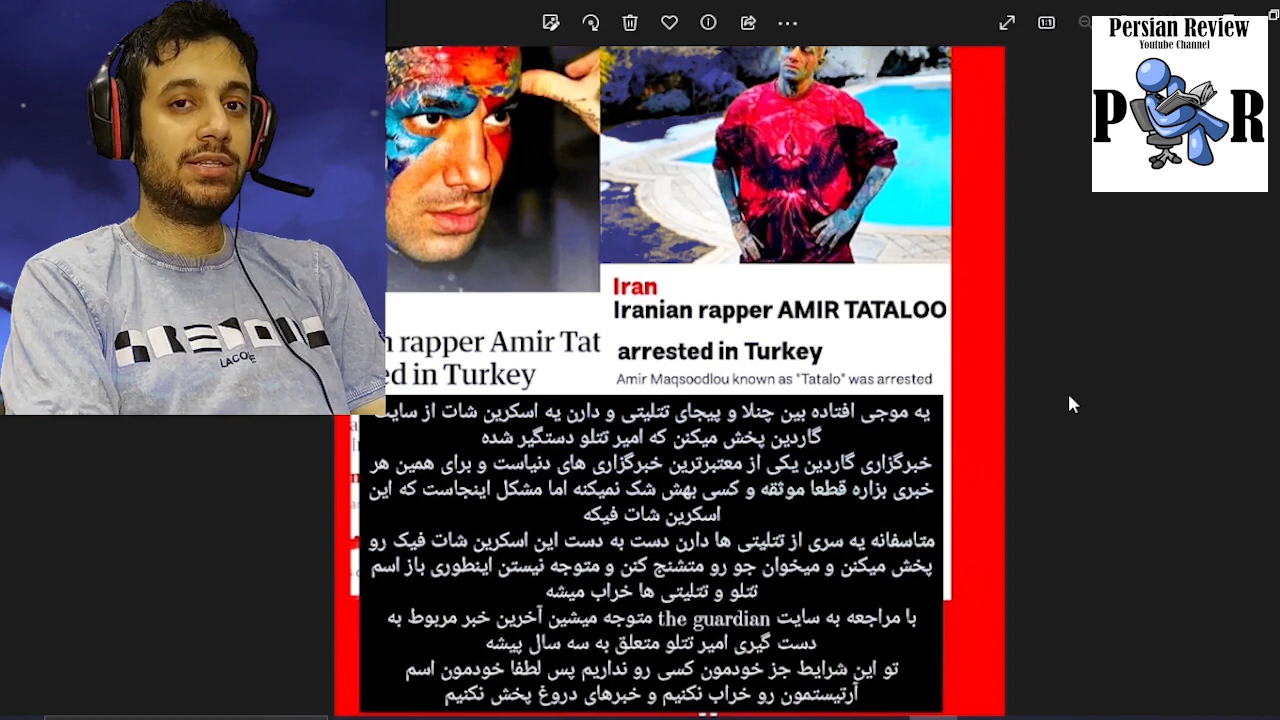 Persian Review
Youtube Channel
P R
LACOSTE
Iran
Iranian rapper AMIR TATALOO
arrested in Turkey
Amir Maqsoodlou known as "Tatalo" was arrested
rapper Amir Tat
ed in Turkey
یه موجی افتاده بین چنلا و پیجای تتلیتی و دارن یه اسکرین شات از سایت
گاردین پخش میکنن که امیر تتلو دستگیر شده
خبرگزاری گاردین یکی از معتبرترین خبرگزاری های دنیاست و برای همین هر
خبری بزاره قطعا موثقه و کسی بهش شک نمیکنه اما مشکل اینجاست که این
اسکرین شات فیکه
متاسفانه یه سری از تتلیتی ها دارن دست به دست این اسکرین شات فیک رو
پخش میکنن و میخوان جو رو متشنج کنن و متوجه نیستن اینطوری باز اسم
تتلو و تتلیتی ها خراب میشه
با مراجعه به سایت the guardian متوجه میشین آخرین خبر مربوط به
دست گیری امیر تتلو متعلق به سه سال پیشه
تو این شرایط جز خودمون کسی رو نداریم پس لطفا خودمون اسم
آرتیستمون رو خراب نکنیم و خبرهای دروغ پخش نکنیم